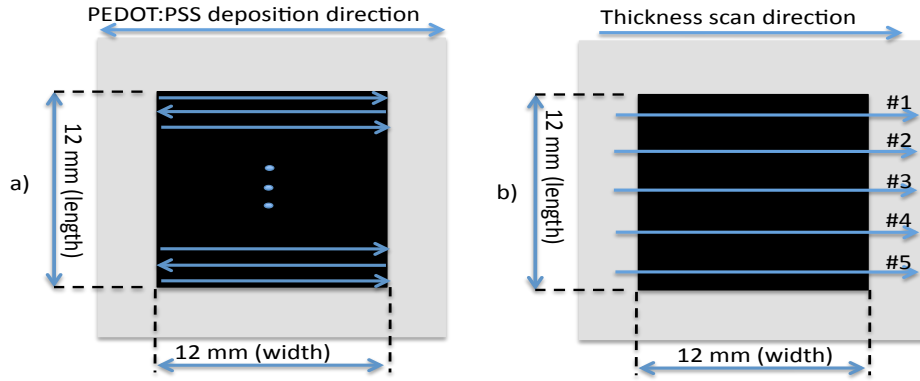 PEDOT:PSS deposition direction
a)
12 mm (length)
12 mm (width)
Thickness scan direction
b)
12 mm (length)
#1
#2
#3
#4
#5
12 mm (width)